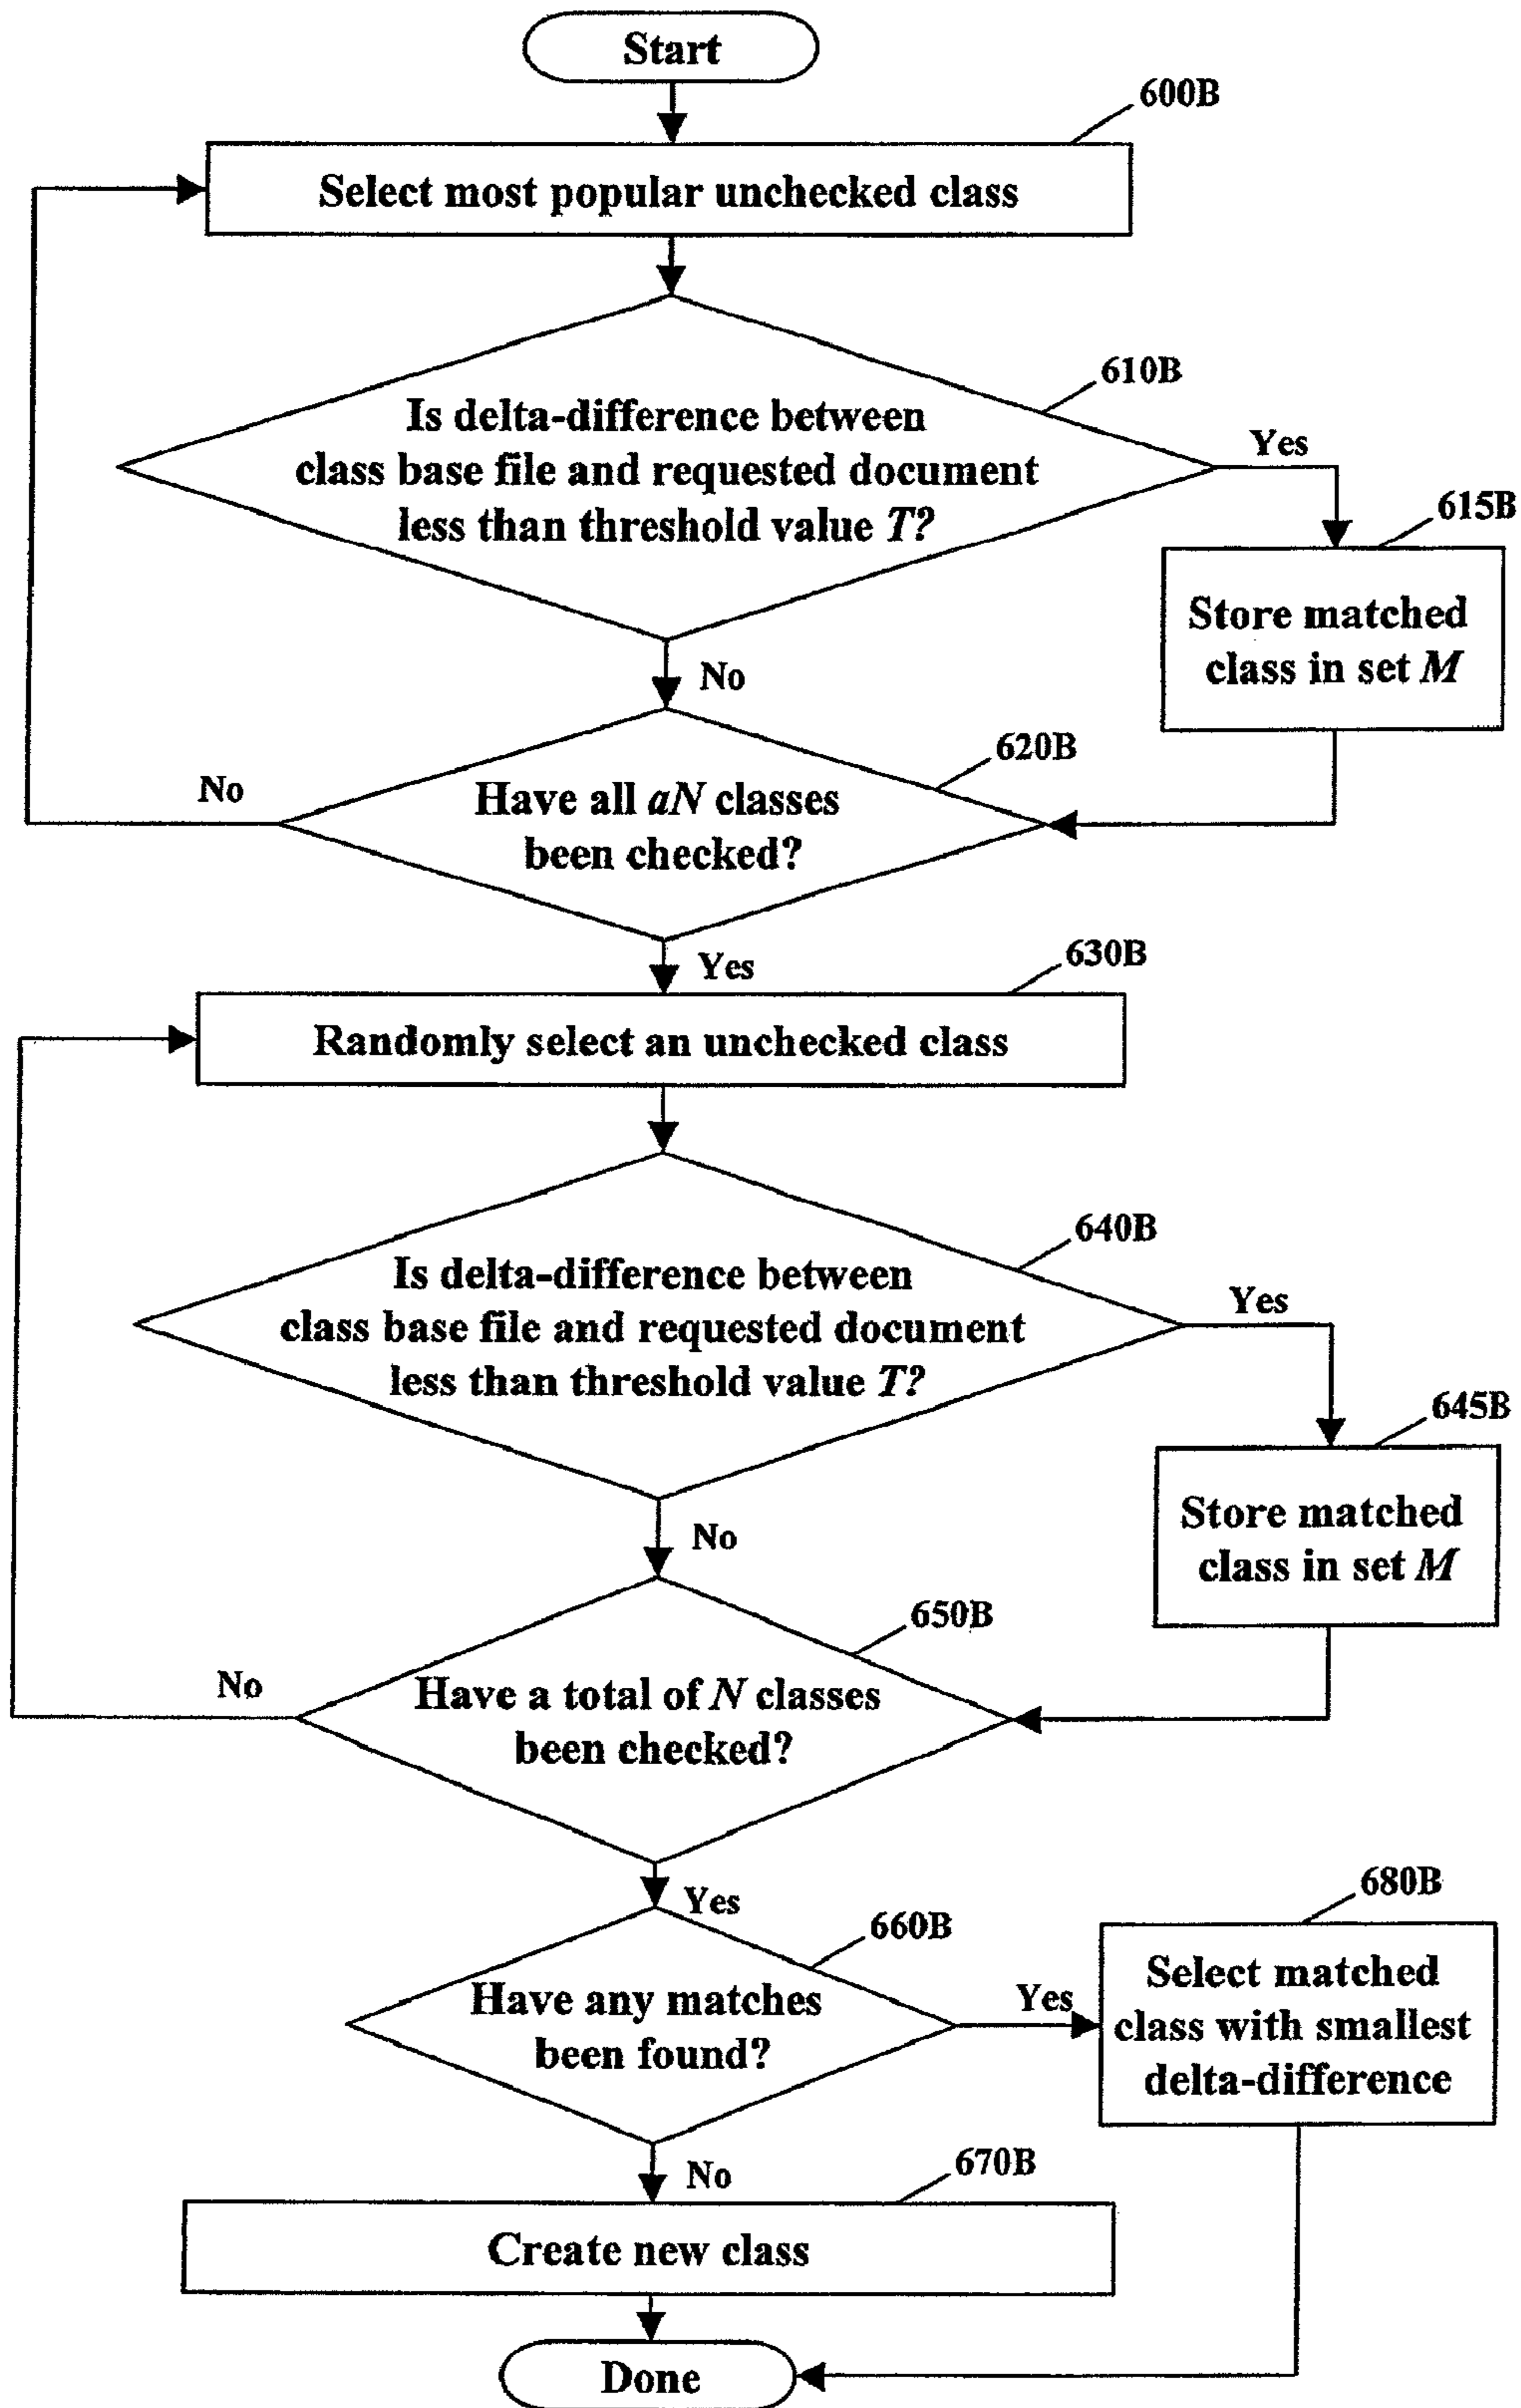 Start
600B
Select most popular unchecked class
610B
Is delta-difference between
class base file and requested document
less than threshold value T?
Yes
615B
Store matched
class in set M
No
620B
No
Have all aN classes
been checked?
Yes
630B
Randomly select an unchecked class
640B
Is delta-difference between
class base file and requested document
less than threshold value T?
Yes
645B
Store matched
class in set M
No
650B
No
Have a total of N classes
been checked?
Yes
660B
680B
Have any matches
been found?
Yes
Select matched
class with smallest
delta-difference
No
670B
Create new class
Done